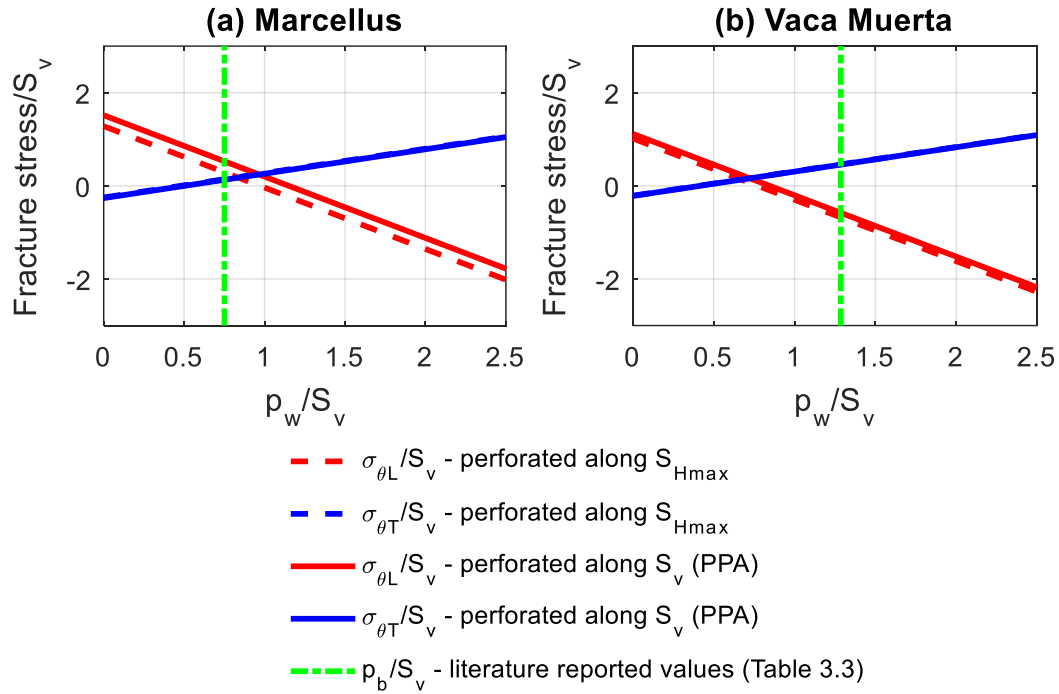 (a) Marcellus
(b) Vaca Muerta
Fracture stress/S_v
2
0
-2
0 0.5 1 1.5 2 2.5
p_w/S_v
Fracture stress/S_v
2
0
-2
0 0.5 1 1.5 2 2.5
p_w/S_v
σ_θL/S_v - perforated along S_Hmax
σ_θT/S_v - perforated along S_Hmax
σ_θL/S_v - perforated along S_v (PPA)
σ_θT/S_v - perforated along S_v (PPA)
p_b/S_v - literature reported values (Table 3.3)